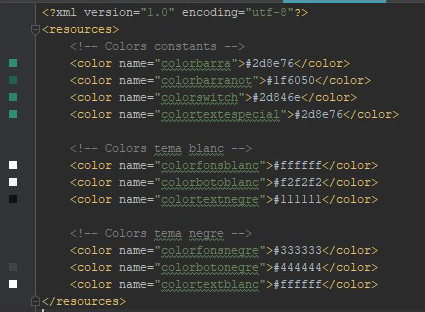 <?xml version="1.0" encoding="utf-8"?>
<resources>
<!-- Colors constants -->
<color name="colorbarra">#2d8e76</color>
<color name="colorbarranot">#1f6050</color>
<color name="colorswitch">#2d846e</color>
<color name="colortextespecial">#2d8e76</color>
<!-- Colors tema blanc -->
<color name="colorfonsblanc">#ffffff</color>
<color name="colorbotoblanc">#f2f2f2</color>
<color name="colortextnegre">#111111</color>
<!-- Colors tema negre -->
<color name="colorfonsnegre">#333333</color>
<color name="colorbotonegre">#444444</color>
<color name="colortextblanc">#ffffff</color>
</resources>